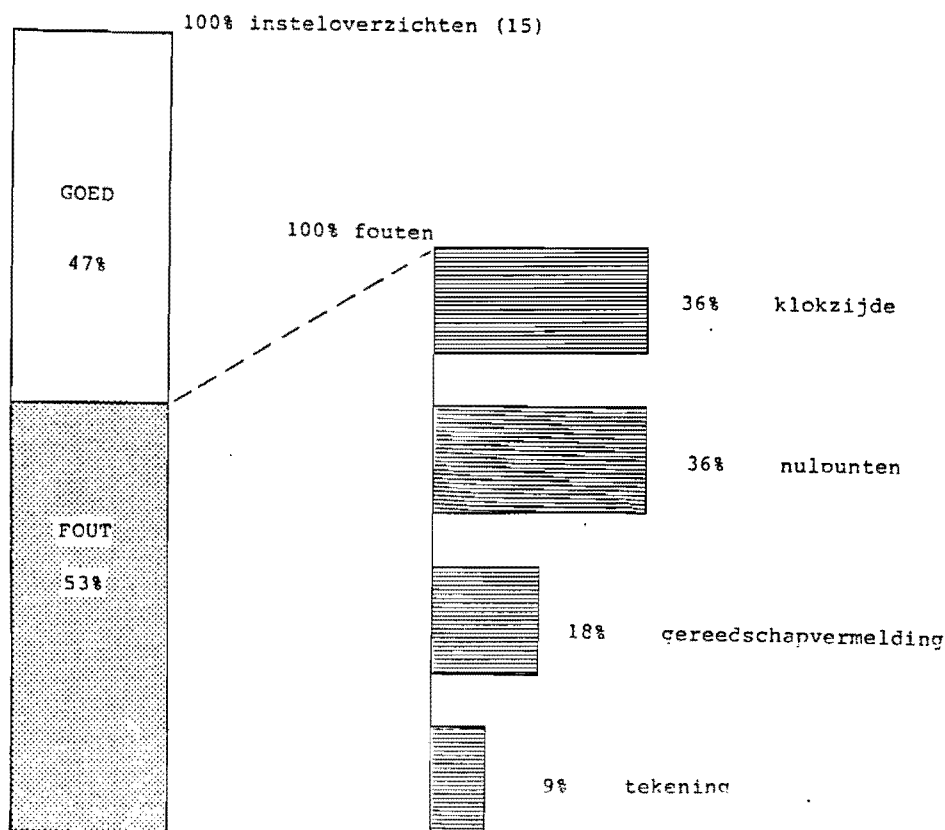 100% insteloverzichten (15)
GOED
47%
100% fouten
36% klokzijde
36% nulpunten
FOUT
53%
18% gereedschapvermelding
9% tekening